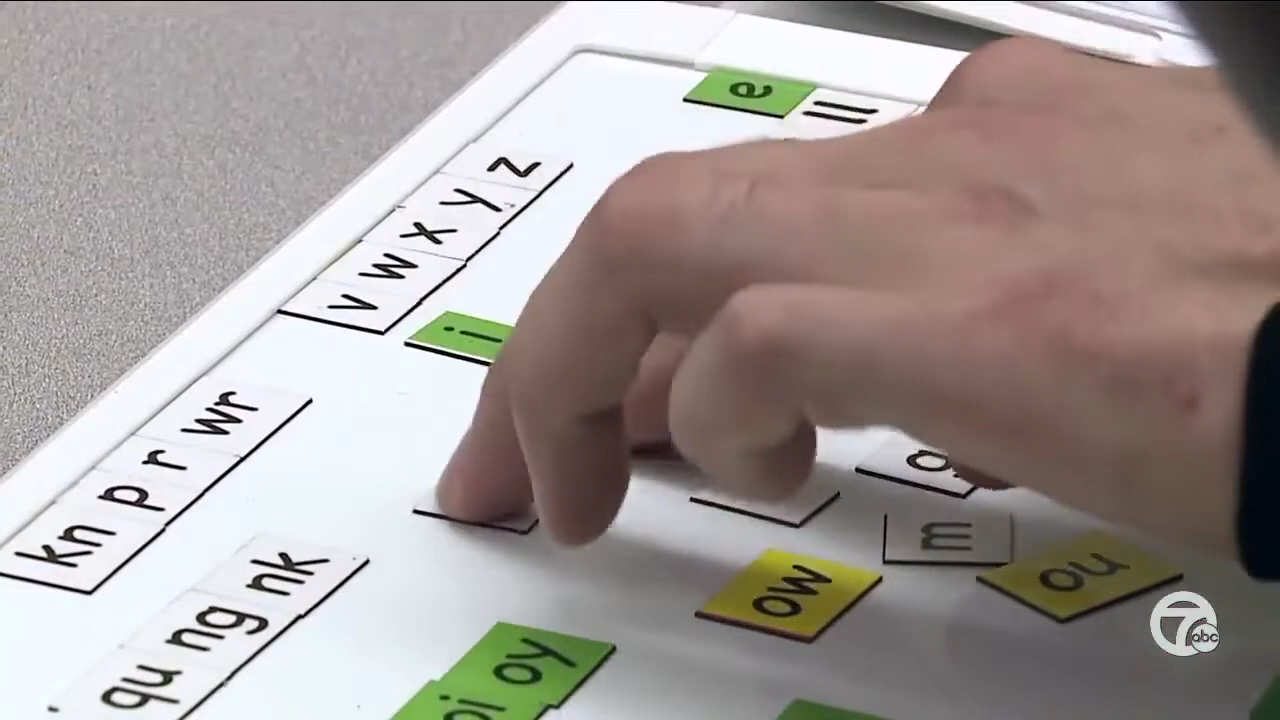 e ll
v w x y z
i
kn p r wr
m
ow ou
qu ng nk
oi oy
7 abc